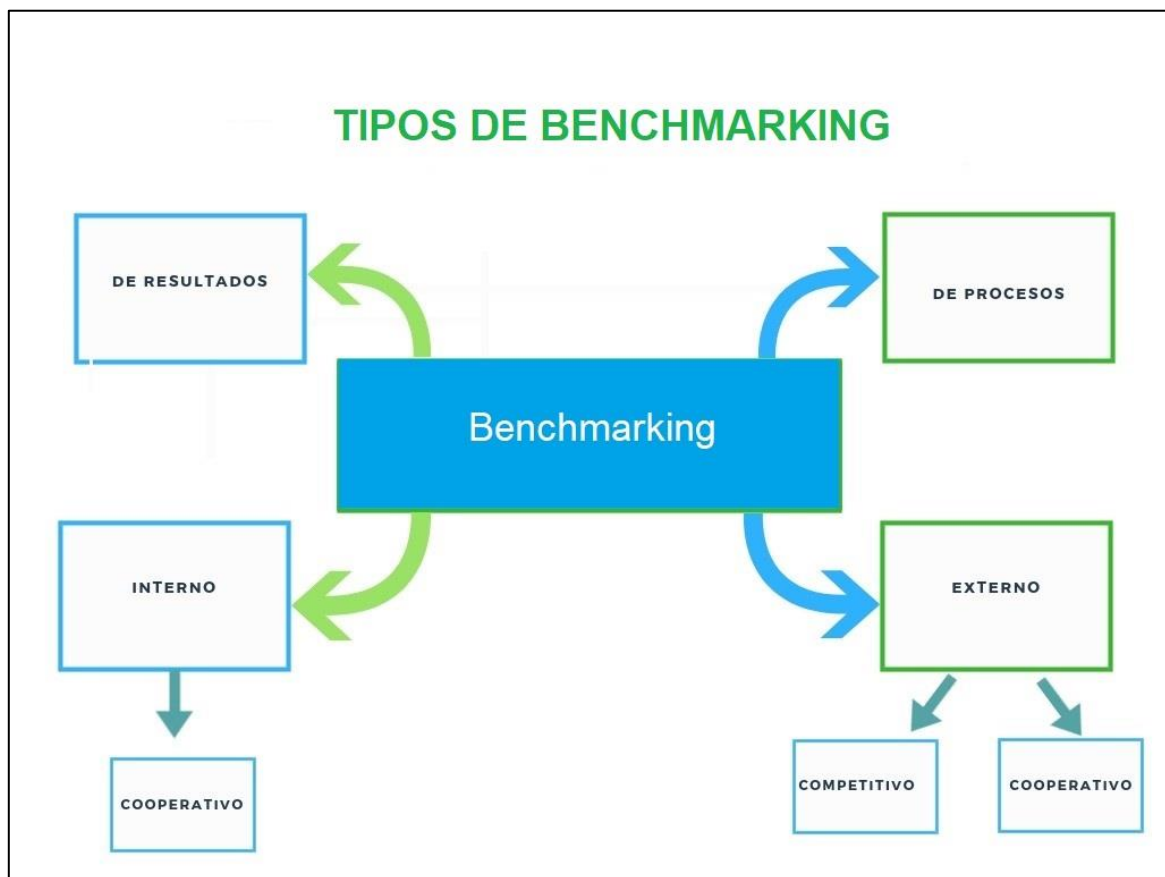 TIPOS DE BENCHMARKING
DE RESULTADOS
DE PROCESOS
Benchmarking
INTERNO
EXTERNO
COOPERATIVO
COMPETITIVO
COOPERATIVO